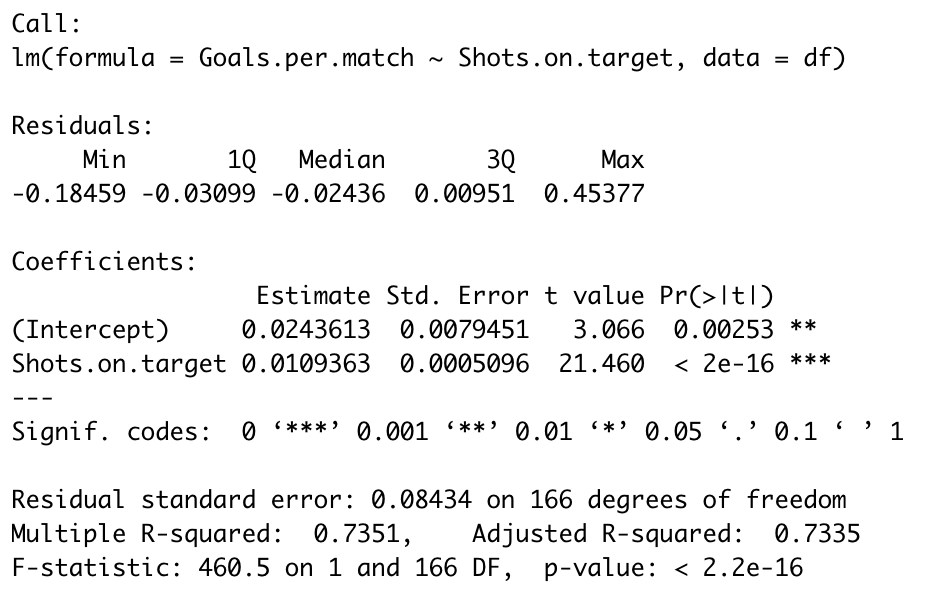 Call:
lm(formula = Goals.per.match ~ Shots.on.target, data = df)

Residuals:
     Min       1Q   Median       3Q      Max
-0.18459 -0.03099 -0.02436  0.00951  0.45377

Coefficients:
                Estimate Std. Error t value Pr(>|t|)
(Intercept)     0.0243613  0.0079451   3.066  0.00253 **
Shots.on.target 0.0109363  0.0005096  21.460  < 2e-16 ***
---
Signif. codes:  0 ‘***’ 0.001 ‘**’ 0.01 ‘*’ 0.05 ‘.’ 0.1 ‘ ’ 1

Residual standard error: 0.08434 on 166 degrees of freedom
Multiple R-squared:  0.7351,    Adjusted R-squared:  0.7335
F-statistic: 460.5 on 1 and 166 DF,  p-value: < 2.2e-16